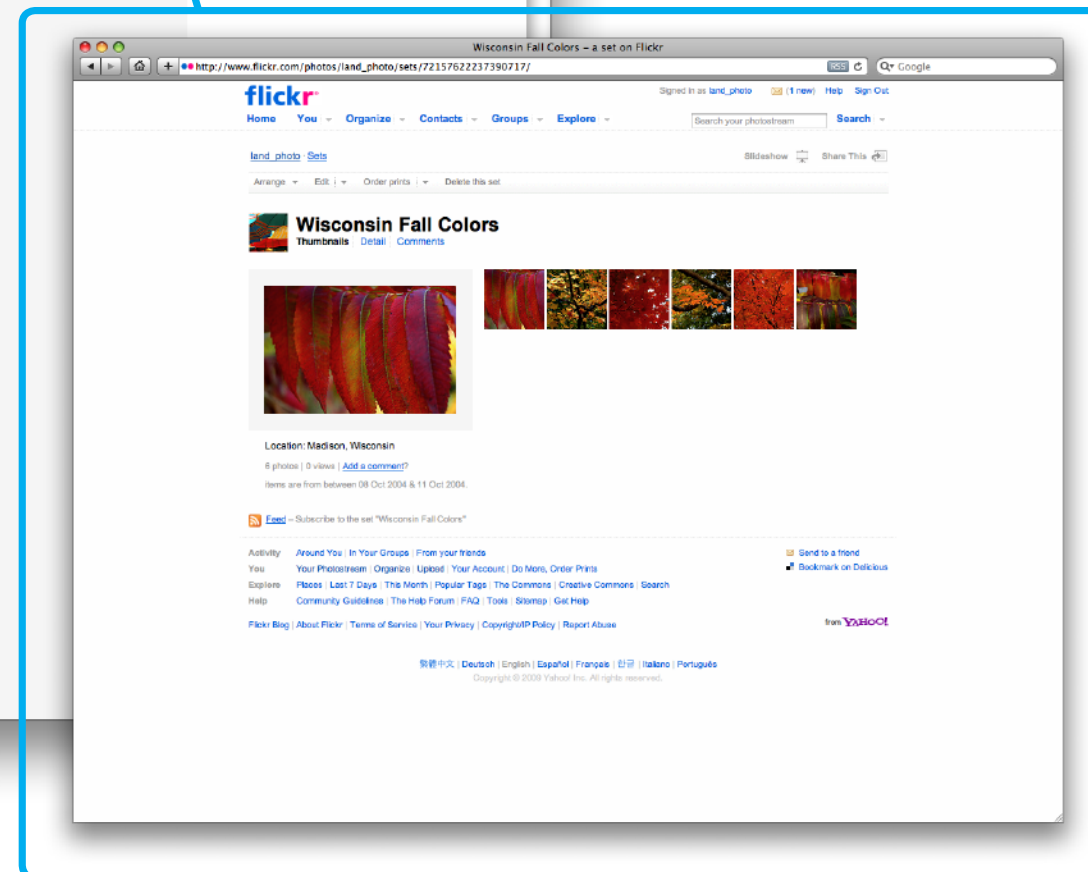 Wisconsin Fall Colors – a set on Flickr
http://www.flickr.com/photos/land_photo/sets/72157622237390717/ RSS Google
flickr
Signed in as land_photo (1 new) Help Sign Out
Home You Organize Contacts Groups Explore Search your photostream Search
land_photo · Sets Slideshow Share This
Arrange Edit Order prints Delete this set
Wisconsin Fall Colors
Thumbnails Detail Comments
Location: Madison, Wisconsin
6 photos | 0 views | Add a comment?
items are from between 08 Oct 2004 & 11 Oct 2004.
Feed – Subscribe to the set "Wisconsin Fall Colors"
Activity Around You | In Your Groups | From your friends Send to a friend
You Your Photostream | Organize | Upload | Your Account | Do More, Order Prints Bookmark on Delicious
Explore Places | Last 7 Days | This Month | Popular Tags | The Commons | Creative Commons | Search
Help Community Guidelines | The Help Forum | FAQ | Tools | Sitemap | Get Help
Flickr Blog | About Flickr | Terms of Service | Your Privacy | Copyright/IP Policy | Report Abuse from YAHOO!
繁體中文 | Deutsch | English | Español | Français | 한글 | Italiano | Português
Copyright © 2009 Yahoo! Inc. All rights reserved.